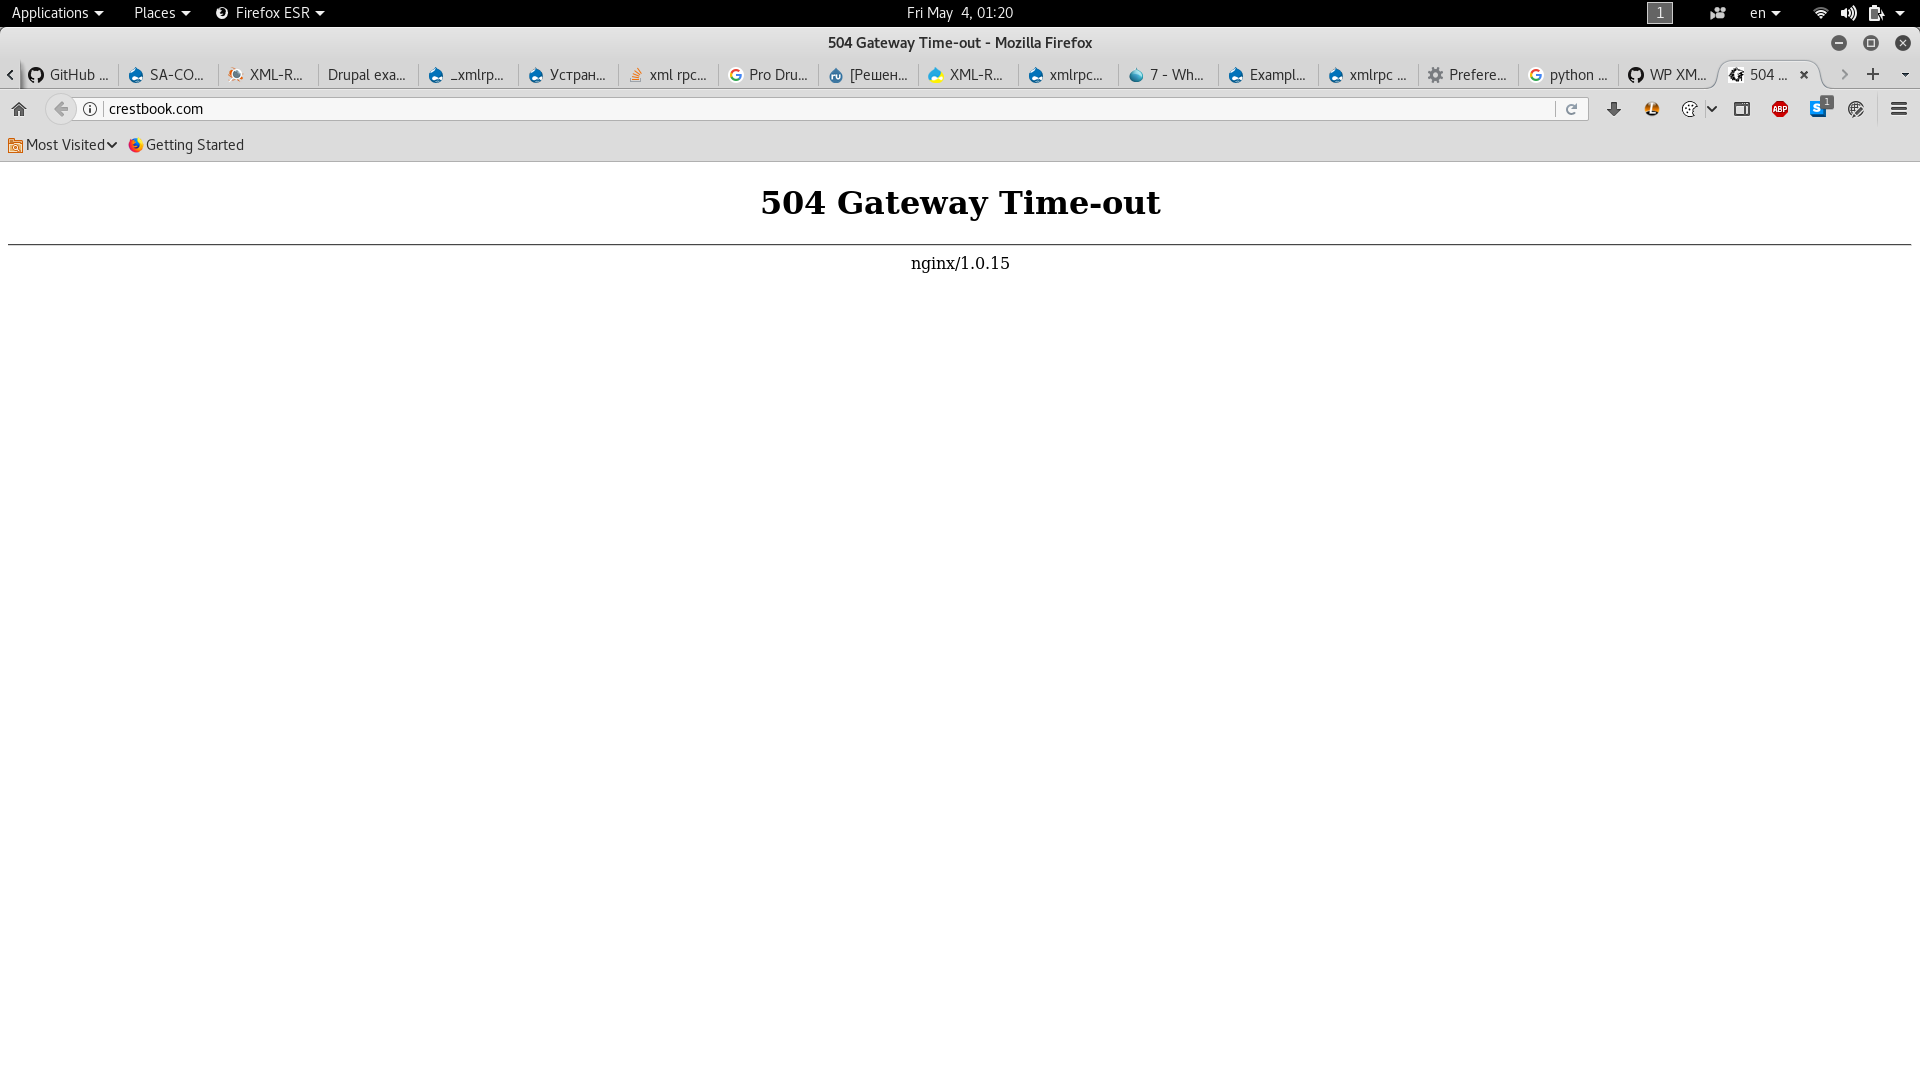 Applications Places Firefox ESR Fri May 4, 01:20 1 en
504 Gateway Time-out - Mozilla Firefox
GitHub ... SA-CO... XML-R... Drupal exa... _xmlrp... Устран... xml rpc... Pro Dru... [Решен... XML-R... xmlrpc... 7 - Wh... Exampl... xmlrpc ... Prefere... python ... WP XM... 504 ...
crestbook.com ABP S 1
Most Visited Getting Started
504 Gateway Time-out
nginx/1.0.15